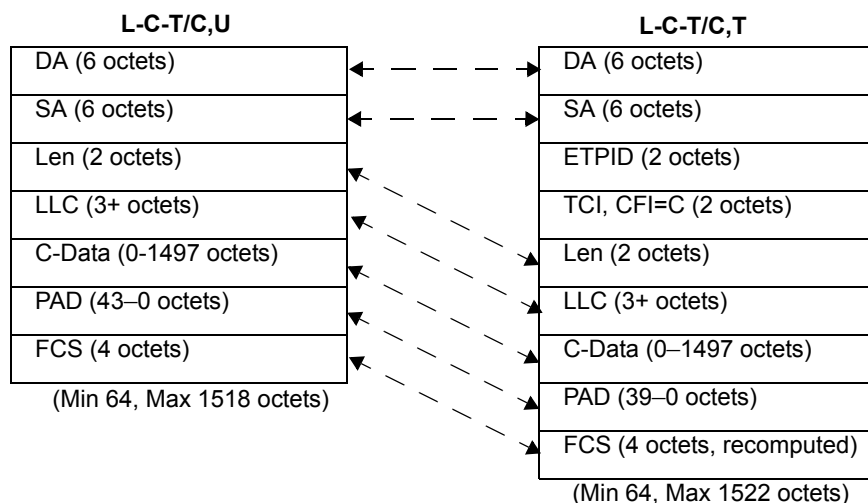 L-C-T/C,U
DA (6 octets)
SA (6 octets)
Len (2 octets)
LLC (3+ octets)
C-Data (0-1497 octets)
PAD (43–0 octets)
FCS (4 octets)
(Min 64, Max 1518 octets)
L-C-T/C,T
DA (6 octets)
SA (6 octets)
ETPID (2 octets)
TCI, CFI=C (2 octets)
Len (2 octets)
LLC (3+ octets)
C-Data (0–1497 octets)
PAD (39–0 octets)
FCS (4 octets, recomputed)
(Min 64, Max 1522 octets)